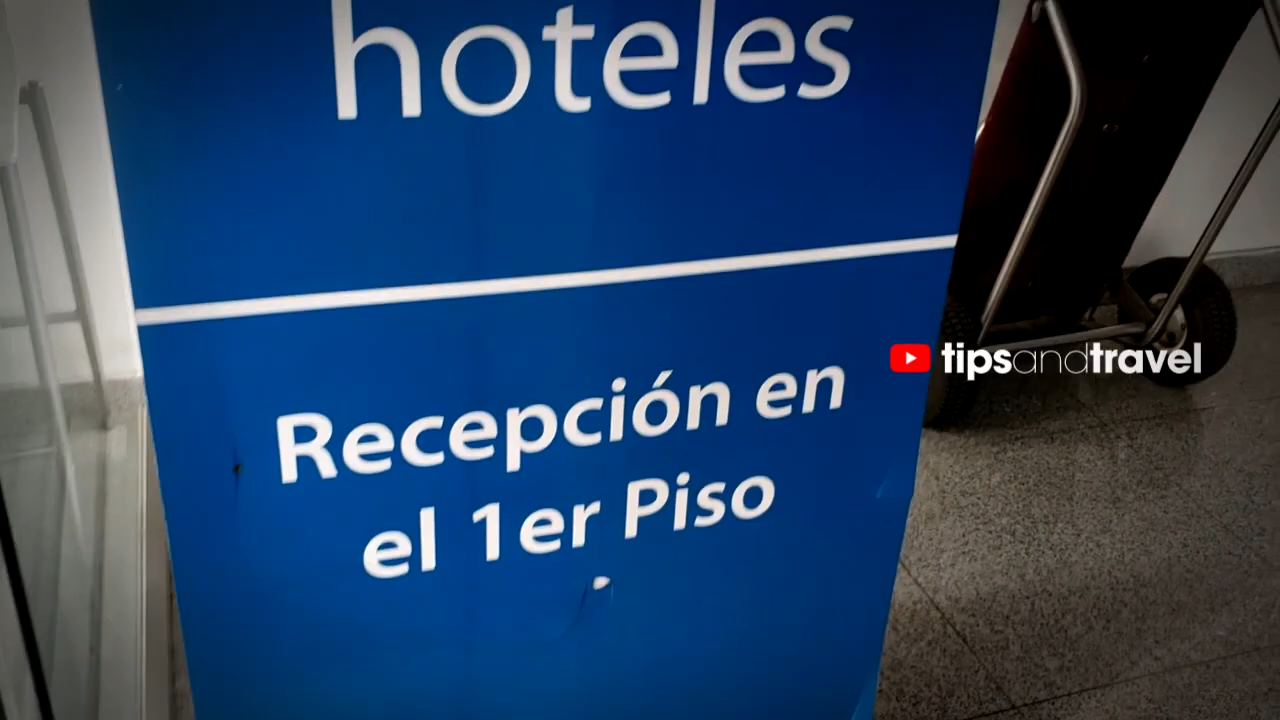 hoteles
Recepción en
el 1er Piso
tipsandtravel